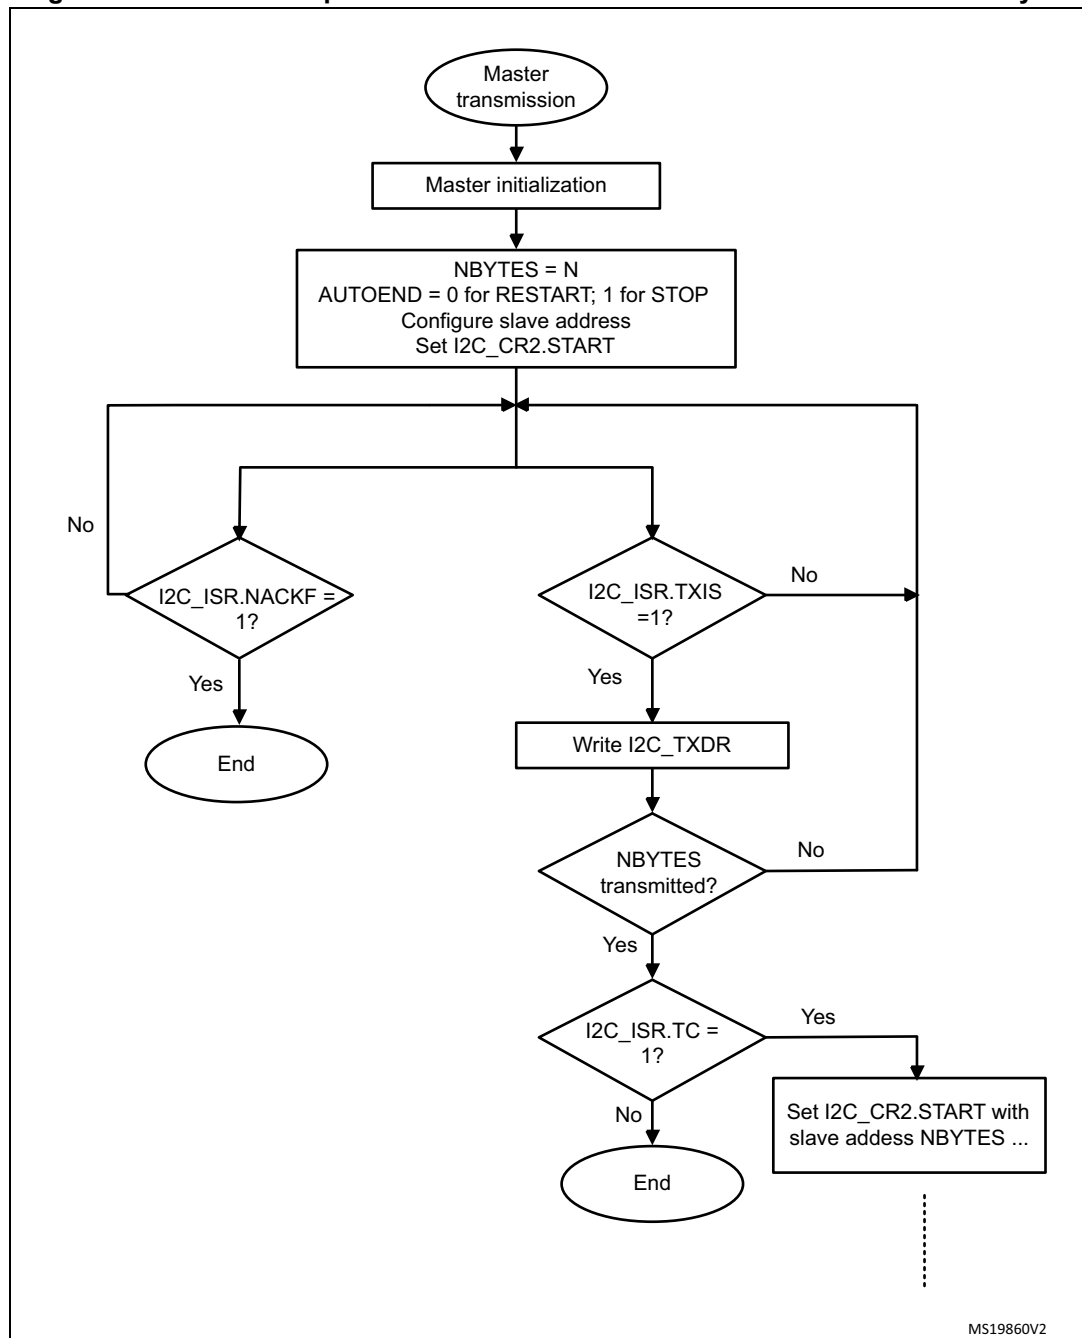 Master
transmission
Master initialization
NBYTES = N
AUTOEND = 0 for RESTART; 1 for STOP
Configure slave address
Set I2C_CR2.START
No
I2C_ISR.NACKF =
1?
Yes
End
I2C_ISR.TXIS
=1?
No
Yes
Write I2C_TXDR
NBYTES
transmitted?
No
Yes
I2C_ISR.TC =
1?
Yes
No
Set I2C_CR2.START with
slave addess NBYTES ...
End
MS19860V2